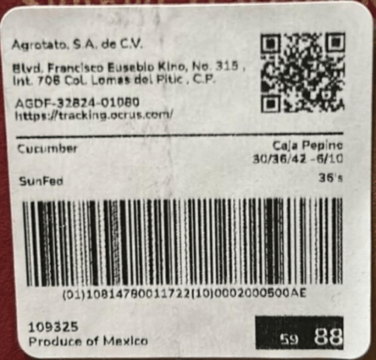 Agrotato, S.A. de C.V.
Blvd. Francisco Eusebio Kino, No. 315 ,
Int. 706 Col. Lomas del Pitic , C.P.
AGDF-32824-01080
https://tracking.ocrus.com/
Cucumber
Caja Pepino
30/36/42 -6/10
SunFed
36's
(01)10814790011722(10)0002000500AE
109325
Produce of Mexico
59 88